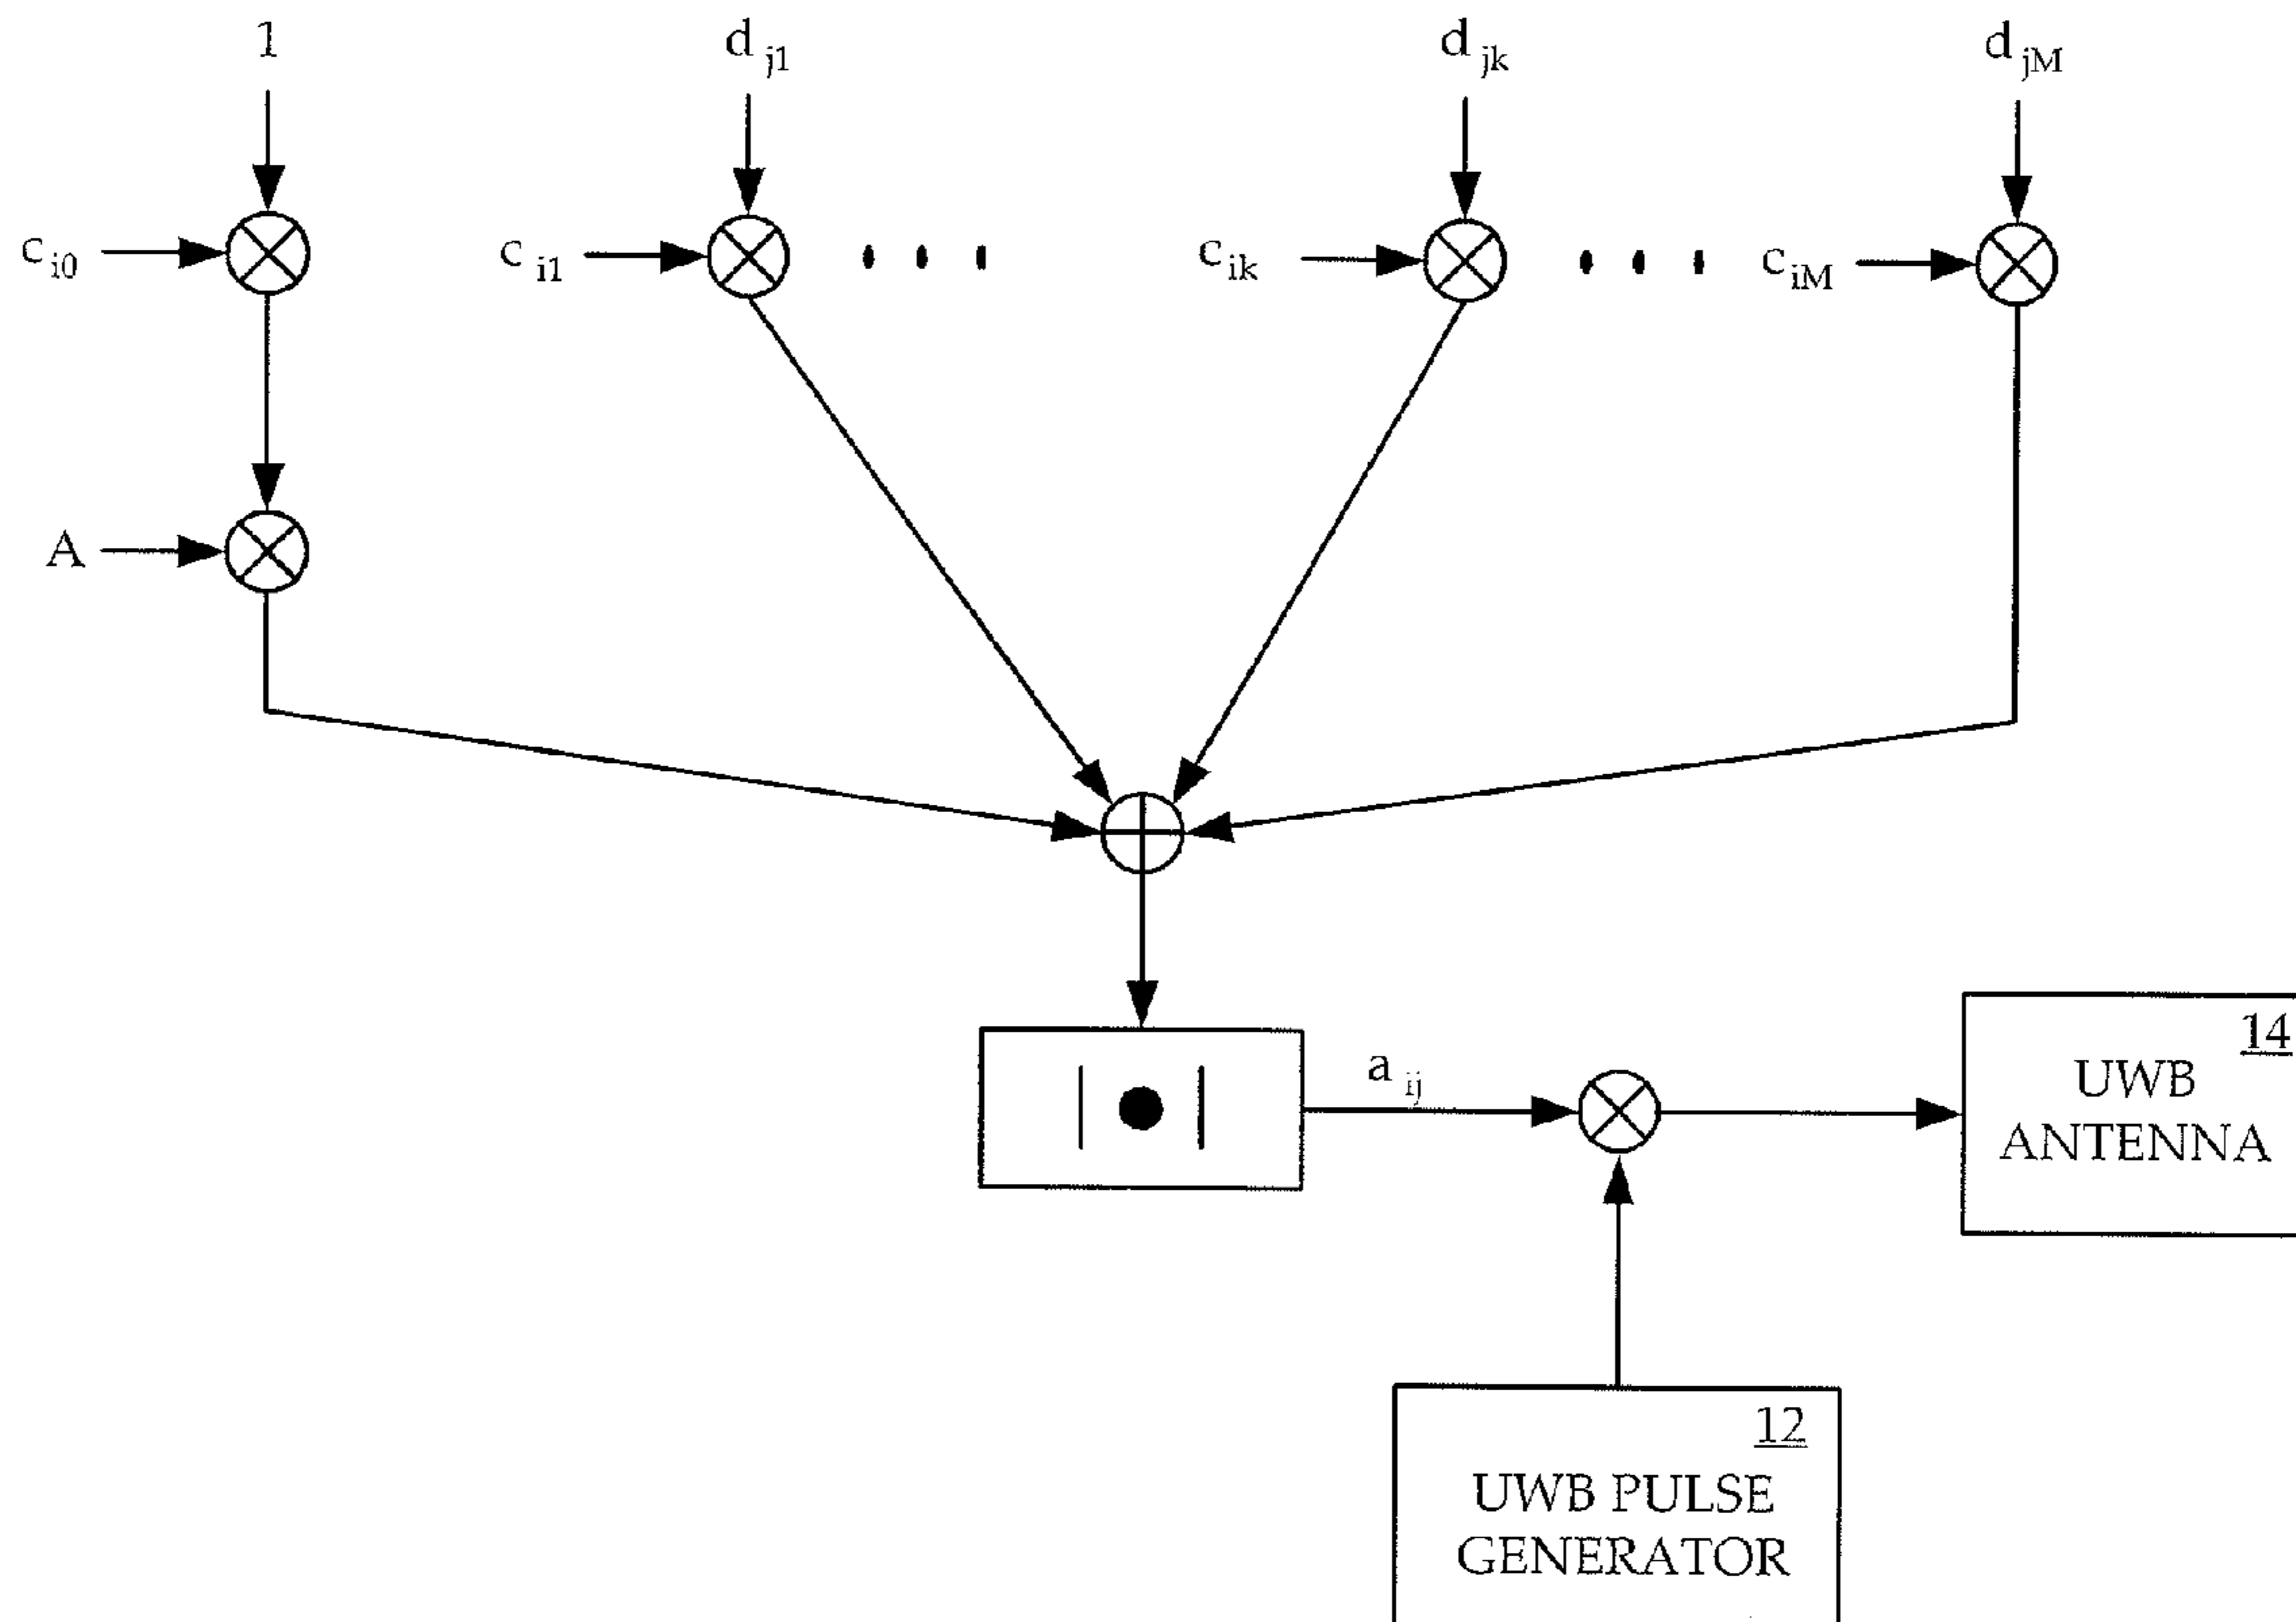 1
d j1
d jk
d jM
c i0
c i1
c ik
c iM
A
a ij
14
UWB
ANTENNA
12
UWB PULSE
GENERATOR